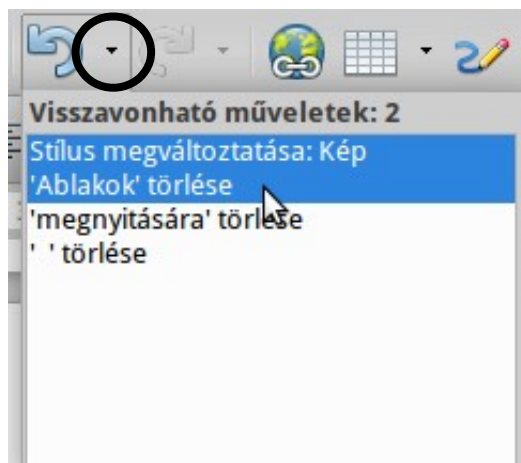 Visszavonható műveletek: 2
Stílus megváltoztatása: Kép
'Ablakok' törlése
'megnyitására' törlése
' ' törlése